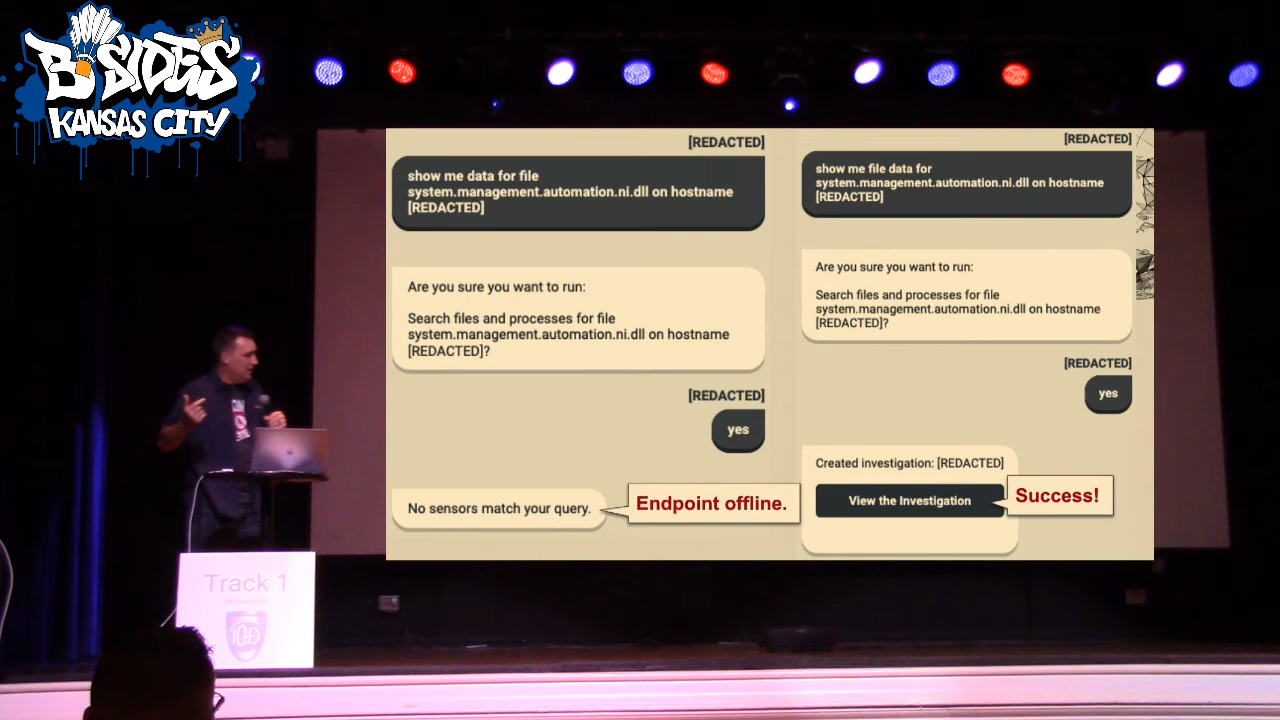 B-SIDES
KANSAS CITY
[REDACTED]
show me data for file
system.management.automation.ni.dll on hostname
[REDACTED]
Are you sure you want to run:
Search files and processes for file
system.management.automation.ni.dll on hostname
[REDACTED]?
[REDACTED]
yes
No sensors match your query.
Endpoint offline.
[REDACTED]
show me file data for
system.management.automation.ni.dll on hostname
[REDACTED]
Are you sure you want to run:
Search files and processes for file
system.management.automation.ni.dll on hostname
[REDACTED]?
[REDACTED]
yes
Created investigation: [REDACTED]
View the Investigation
Success!
Track 1